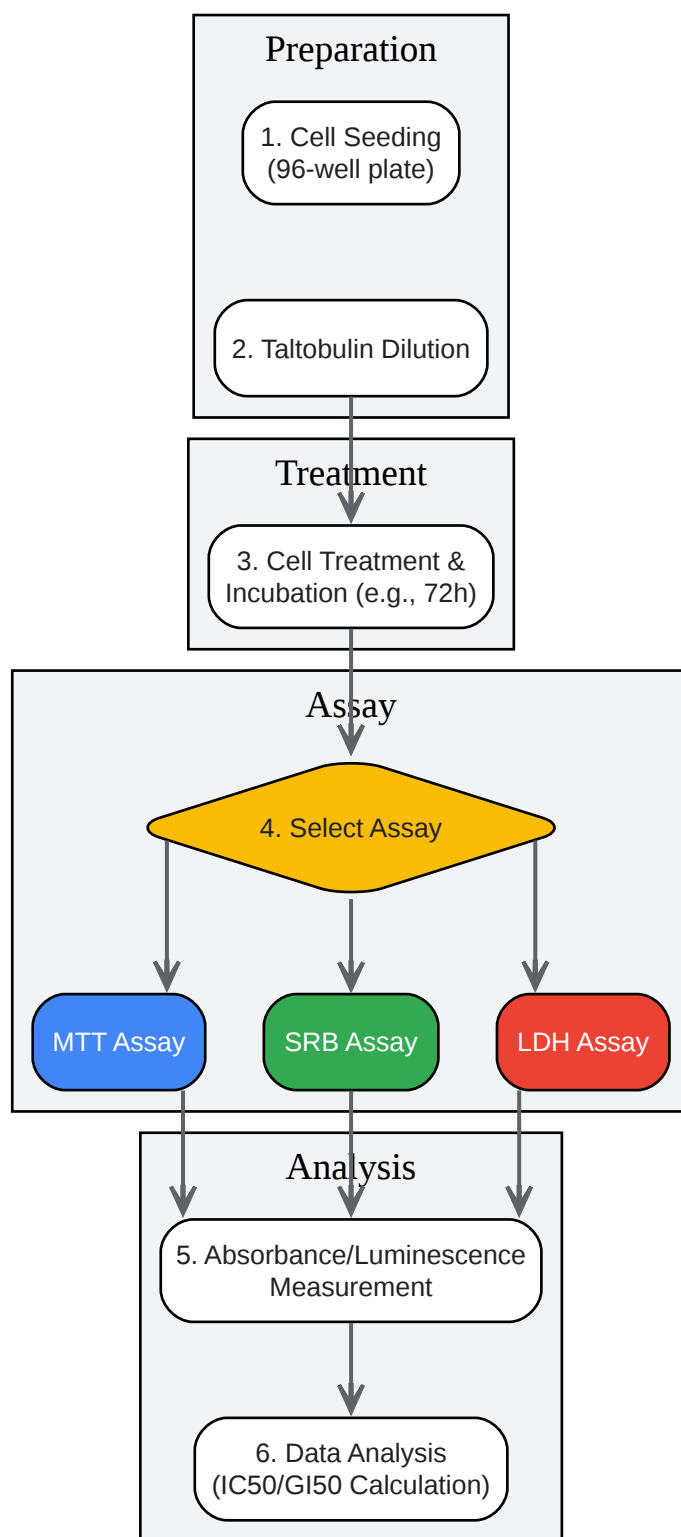 Preparation
1. Cell Seeding
(96-well plate)
2. Taltobulin Dilution
Treatment
3. Cell Treatment &
Incubation (e.g., 72h)
Assay
4. Select Assay
MTT Assay
SRB Assay
LDH Assay
Analysis
5. Absorbance/Luminescence
Measurement
6. Data Analysis
(IC50/GI50 Calculation)